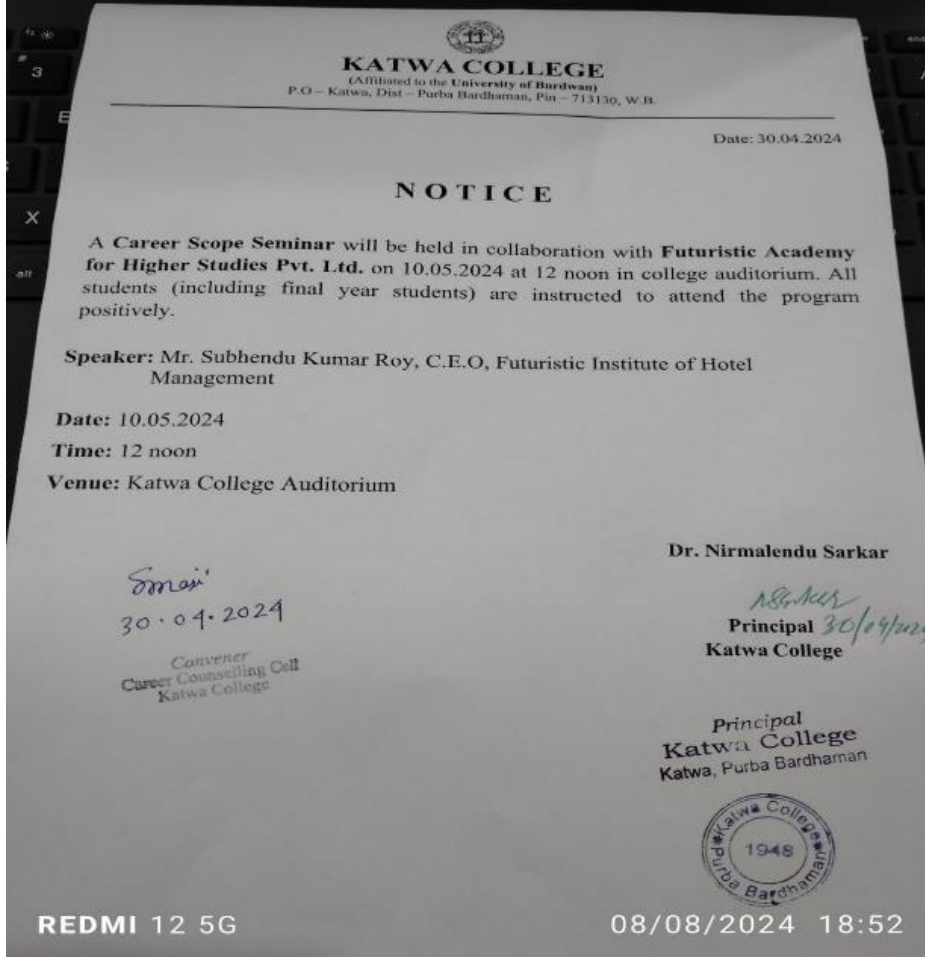 KATWA COLLEGE
(Affiliated to the University of Burdwan)
P.O – Katwa, Dist – Purba Bardhaman, Pin – 713130, W.B.
Date: 30.04.2024
NOTICE
A Career Scope Seminar will be held in collaboration with Futuristic Academy
for Higher Studies Pvt. Ltd. on 10.05.2024 at 12 noon in college auditorium. All
students (including final year students) are instructed to attend the program
positively.
Speaker: Mr. Subhendu Kumar Roy, C.E.O, Futuristic Institute of Hotel
Management
Date: 10.05.2024
Time: 12 noon
Venue: Katwa College Auditorium
30.04.2024
Convener
Career Counselling Cell
Katwa College
Dr. Nirmalendu Sarkar
Principal 30/04/2024
Katwa College
Principal
Katwa College
Katwa, Purba Bardhaman
Katwa College
1948
Purba Bardhaman
REDMI 12 5G
08/08/2024 18:52
3
X
alt